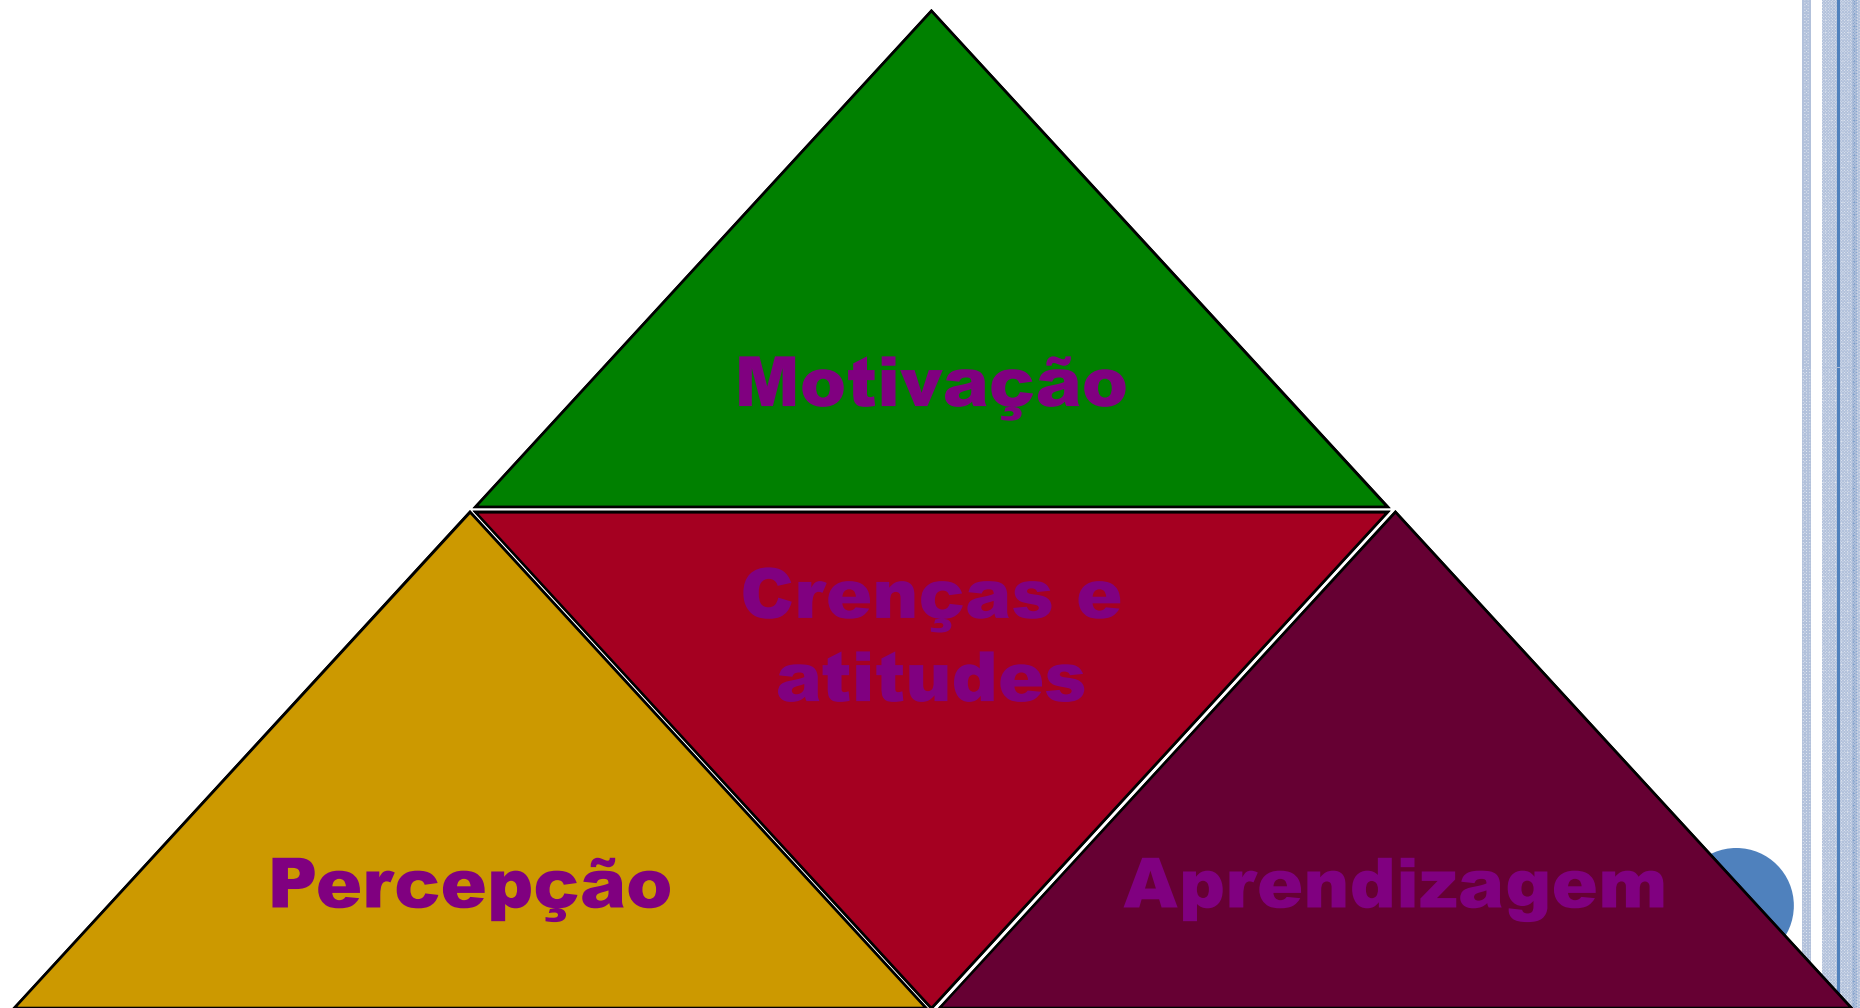 Motivação
Crenças e
atitudes
Percepção
Aprendizagem